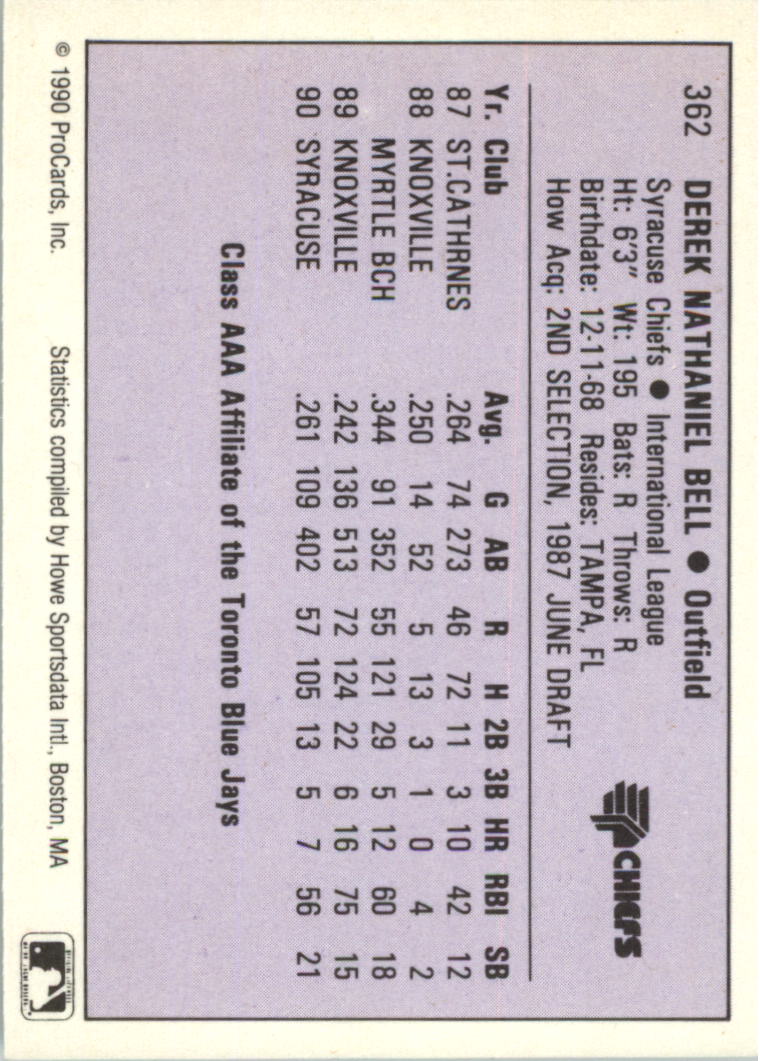 362 DEREK NATHANIEL BELL ● Outfield
Syracuse Chiefs ● International League
Ht: 6'3" Wt: 195 Bats: R Throws: R
Birthdate: 12-11-68 Resides: TAMPA, FL
How Acq: 2ND SELECTION, 1987 JUNE DRAFT
CHIEFS
Yr. Club Avg. G AB R H 2B 3B HR RBI SB
87 ST.CATHRNES .264 74 273 46 72 11 3 10 42 12
88 KNOXVILLE .250 14 52 5 13 3 1 0 4 2
MYRTLE BCH .344 91 352 55 121 29 5 12 60 18
89 KNOXVILLE .242 136 513 72 124 22 6 16 75 15
90 SYRACUSE .261 109 402 57 105 13 5 7 56 21
Class AAA Affiliate of the Toronto Blue Jays
© 1990 ProCards, Inc. Statistics compiled by Howe Sportsdata Intl., Boston, MA